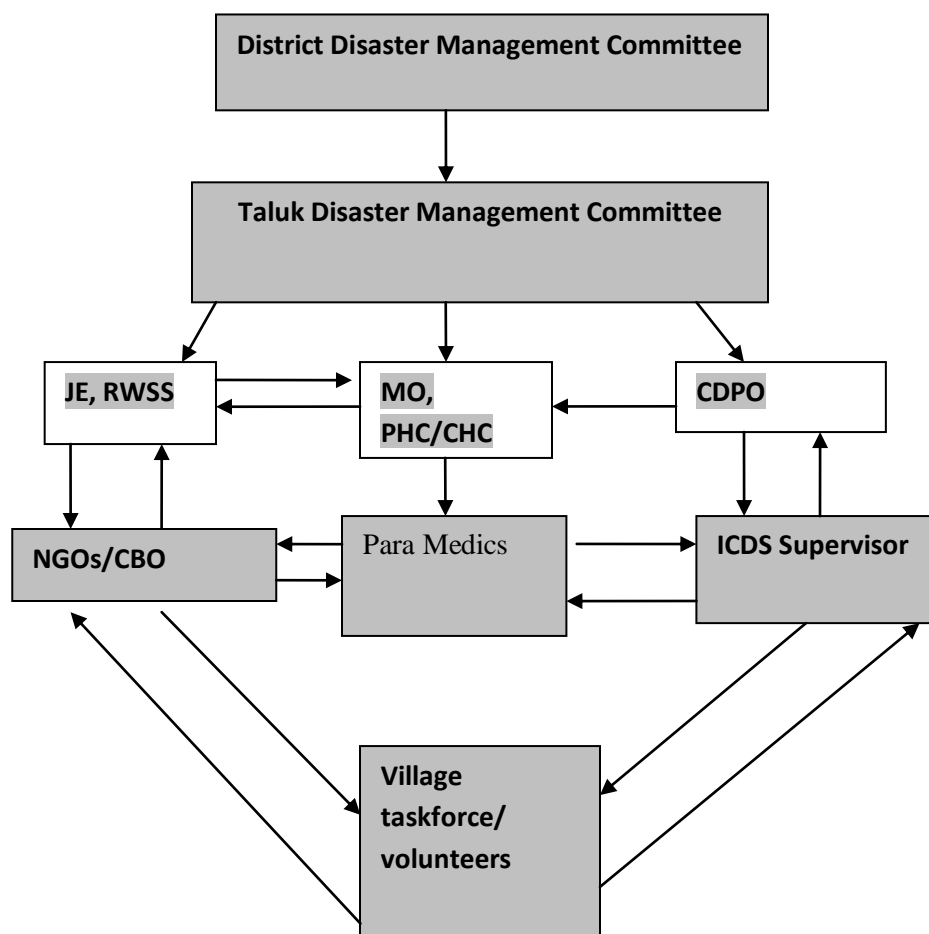 District Disaster Management Committee
Taluk Disaster Management Committee
JE, RWSS
MO,
PHC/CHC
CDPO
NGOs/CBO
Para Medics
ICDS Supervisor
Village
taskforce/
volunteers